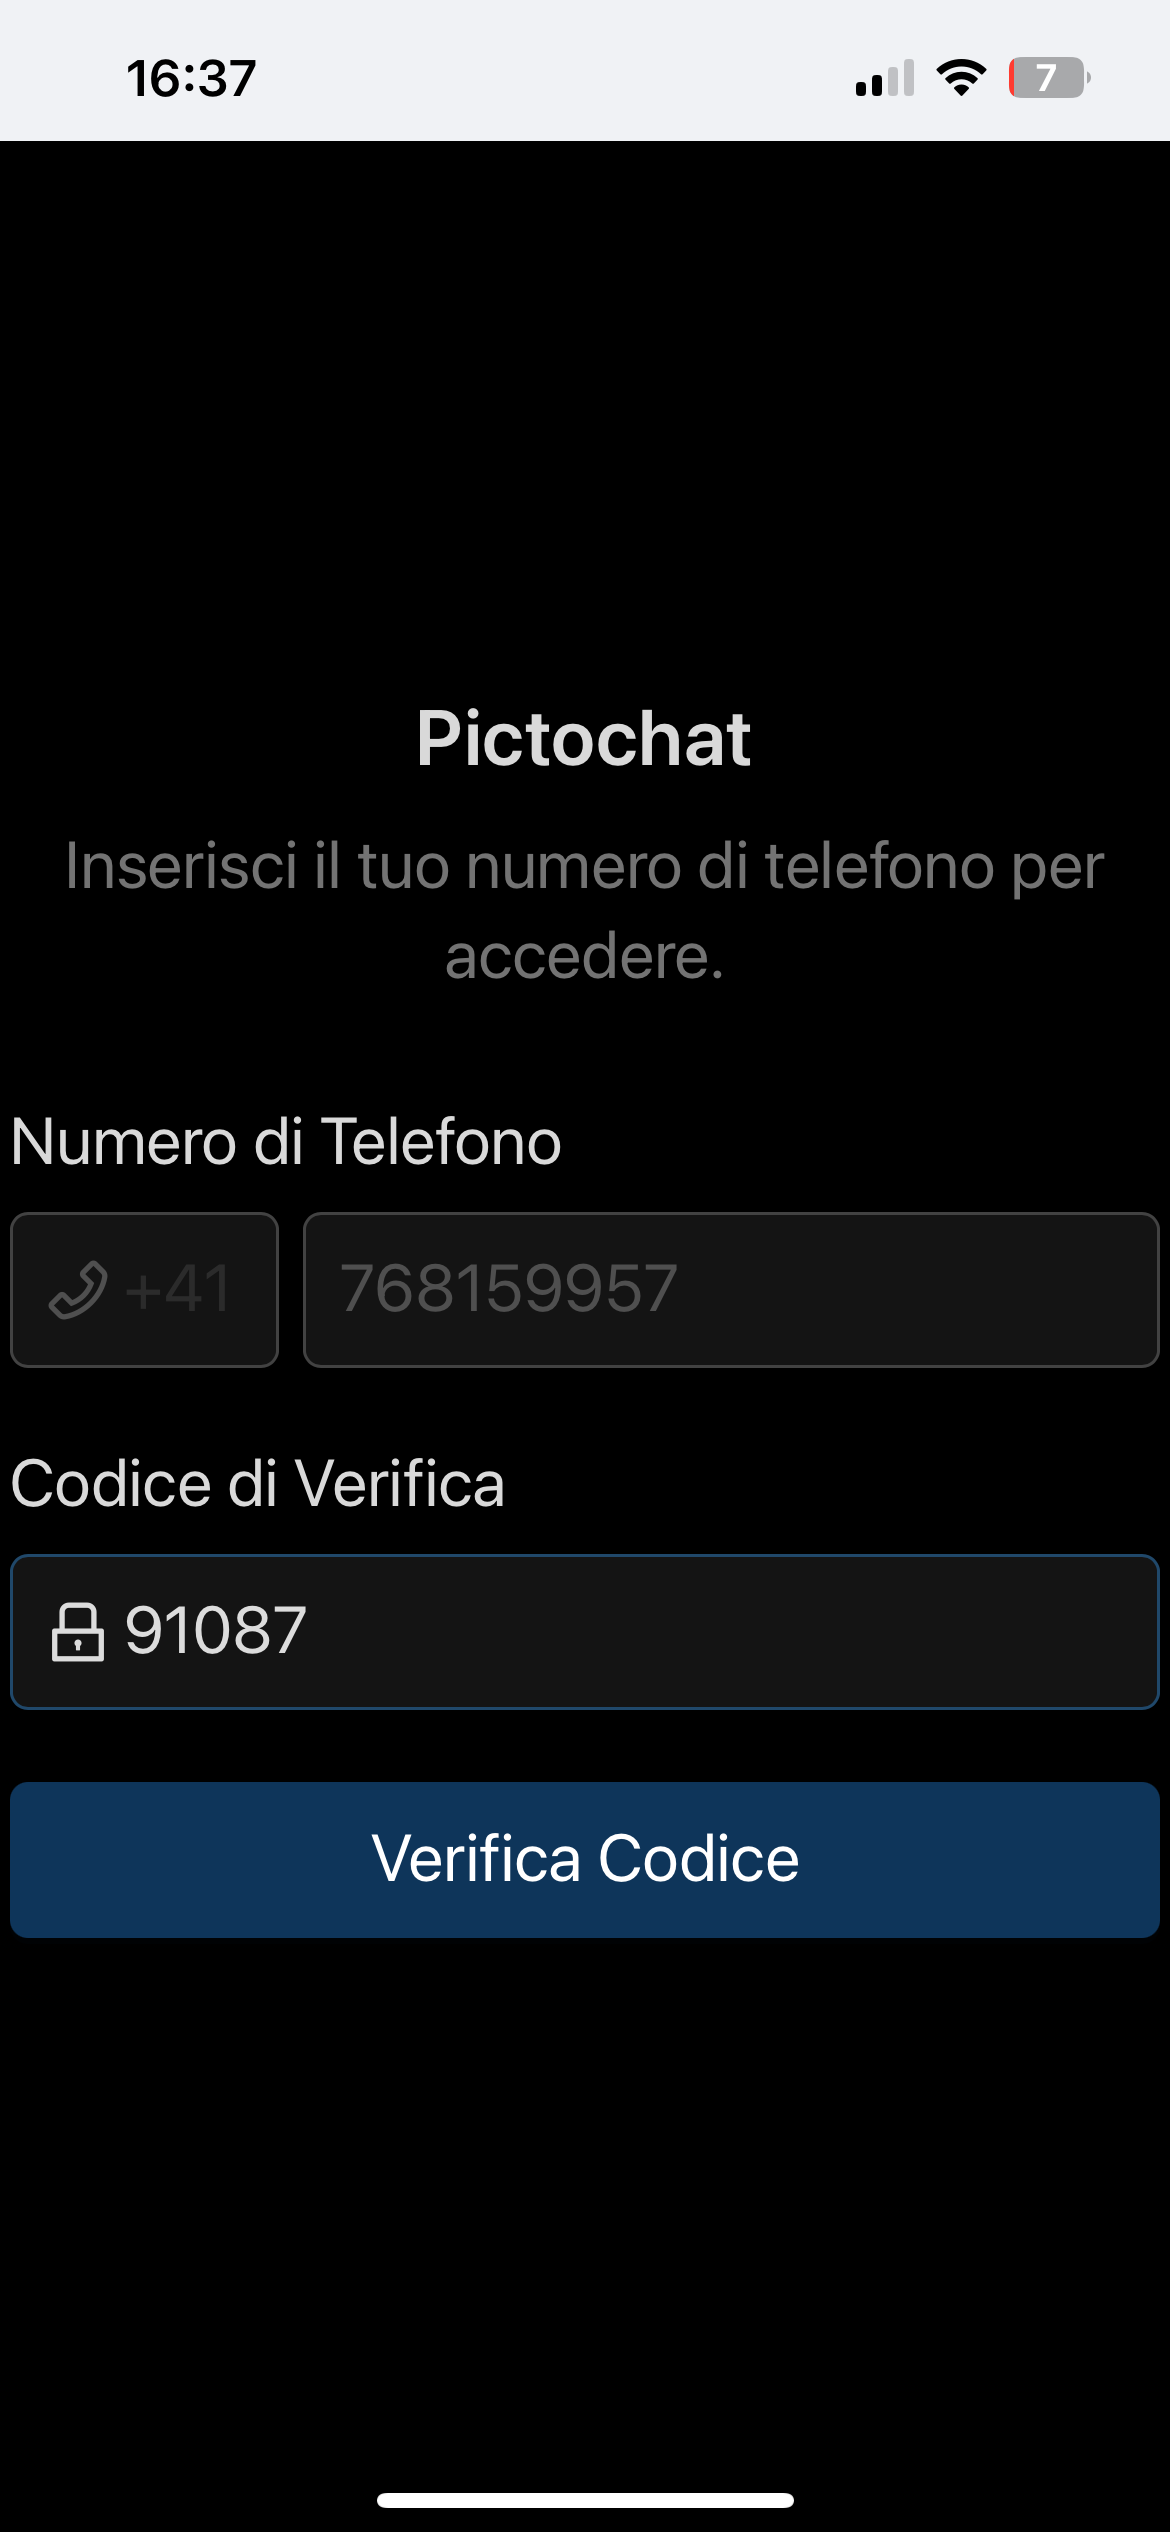 16:37
7
Pictochat
Inserisci il tuo numero di telefono per
accedere.
Numero di Telefono
+41 768159957
Codice di Verifica
91087
Verifica Codice